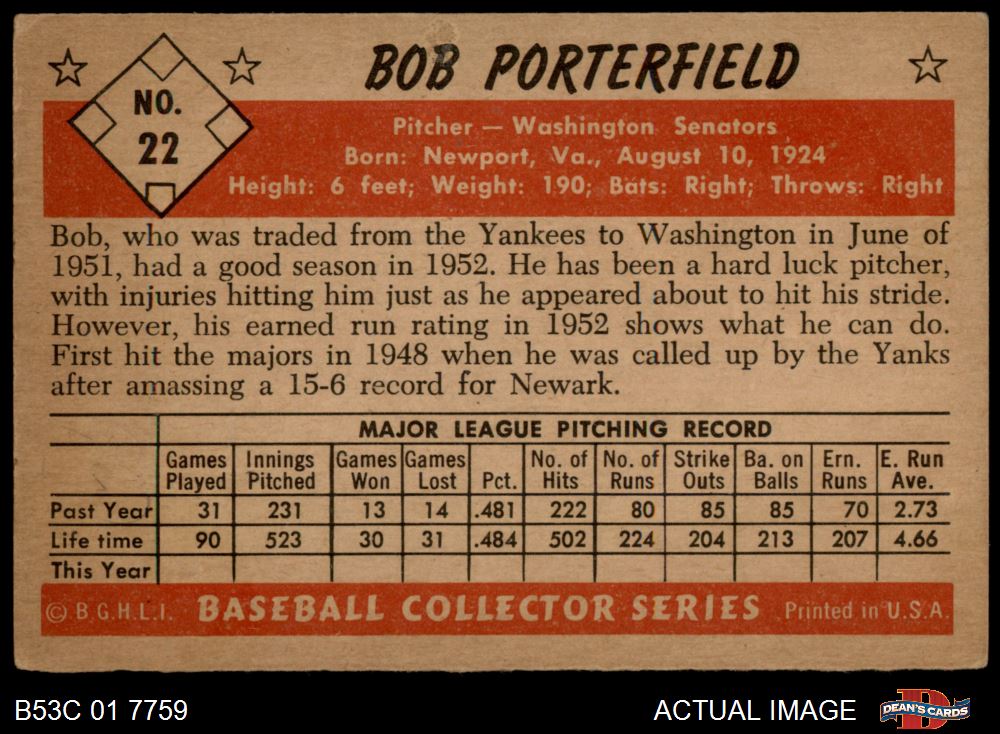 BOB PORTERFIELD
NO.
22
Pitcher — Washington Senators
Born: Newport, Va., August 10, 1924
Height: 6 feet; Weight: 190; Bats: Right; Throws: Right
Bob, who was traded from the Yankees to Washington in June of
1951, had a good season in 1952. He has been a hard luck pitcher,
with injuries hitting him just as he appeared about to hit his stride.
However, his earned run rating in 1952 shows what he can do.
First hit the majors in 1948 when he was called up by the Yanks
after amassing a 15-6 record for Newark.
MAJOR LEAGUE PITCHING RECORD
Games Innings Games Games No. of No. of Strike Ba. on Ern. E. Run
Played Pitched Won Lost Pct. Hits Runs Outs Balls Runs Ave.
Past Year 31 231 13 14 .481 222 80 85 85 70 2.73
Life time 90 523 30 31 .484 502 224 204 213 207 4.66
This Year
© B.G.H.L.I. BASEBALL COLLECTOR SERIES Printed in U.S.A.
B53C 01 7759 ACTUAL IMAGE D DEAN'S CARDS